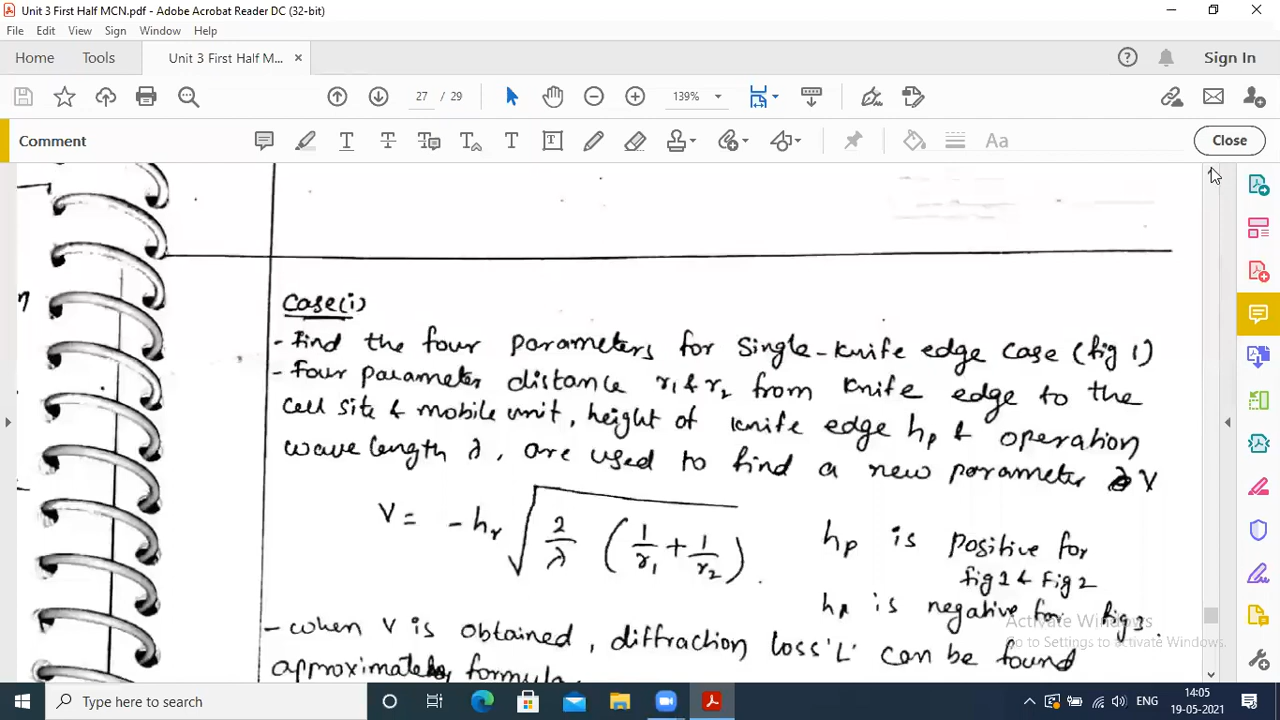 Unit 3 First Half MCN.pdf - Adobe Acrobat Reader DC (32-bit)
File Edit View Sign Window Help
Home Tools Unit 3 First Half M... × Sign In
27 / 29 139%
Comment Close
Case(i)
- Find the four parameters for Single-knife edge case (fig 1)
- Four parameter distance r1 & r2 from knife edge to the
cell site & mobile unit, height of knife edge hp & operation
wave length λ, are used to find a new parameter V
V = -hr √ 2/λ (1/r1 + 1/r2)
hp is positive for
fig 1 & Fig 2
hp is negative for fig 3.
- when V is obtained, diffraction loss 'L' can be found
approximately formula
Activate Windows
Go to Settings to activate Windows.
Type here to search
ENG 14:05
19-05-2021